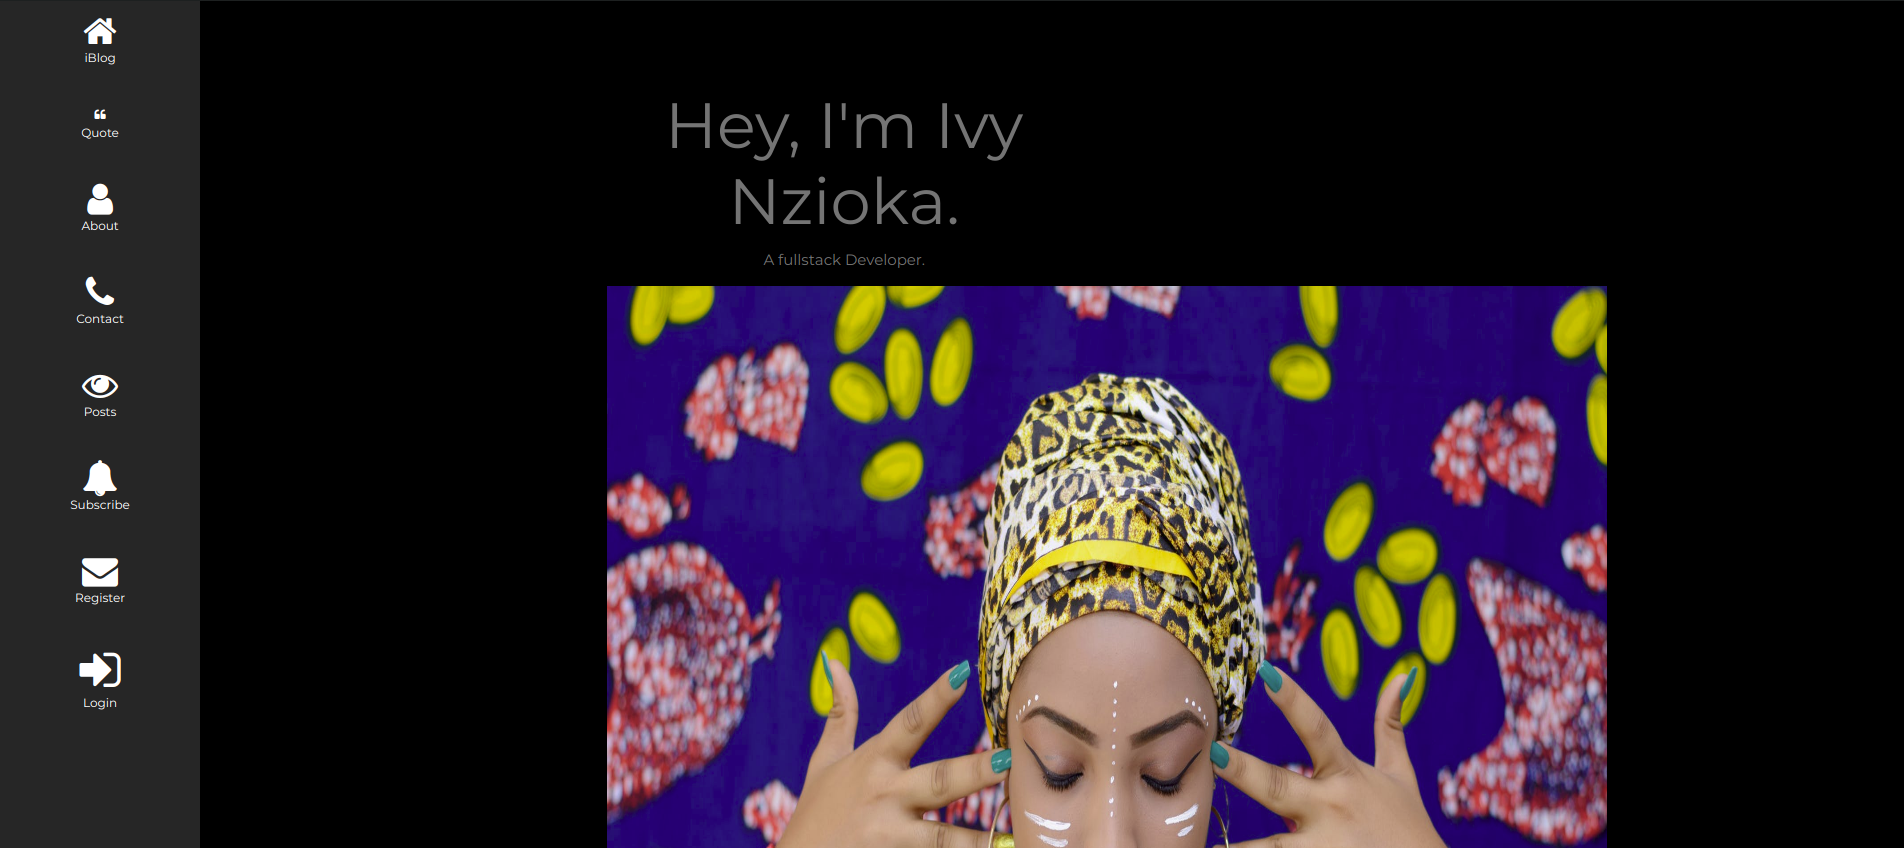 iBlog
Quote
About
Contact
Posts
Subscribe
Register
Login
Hey, I'm Ivy
Nzioka.
A fullstack Developer.